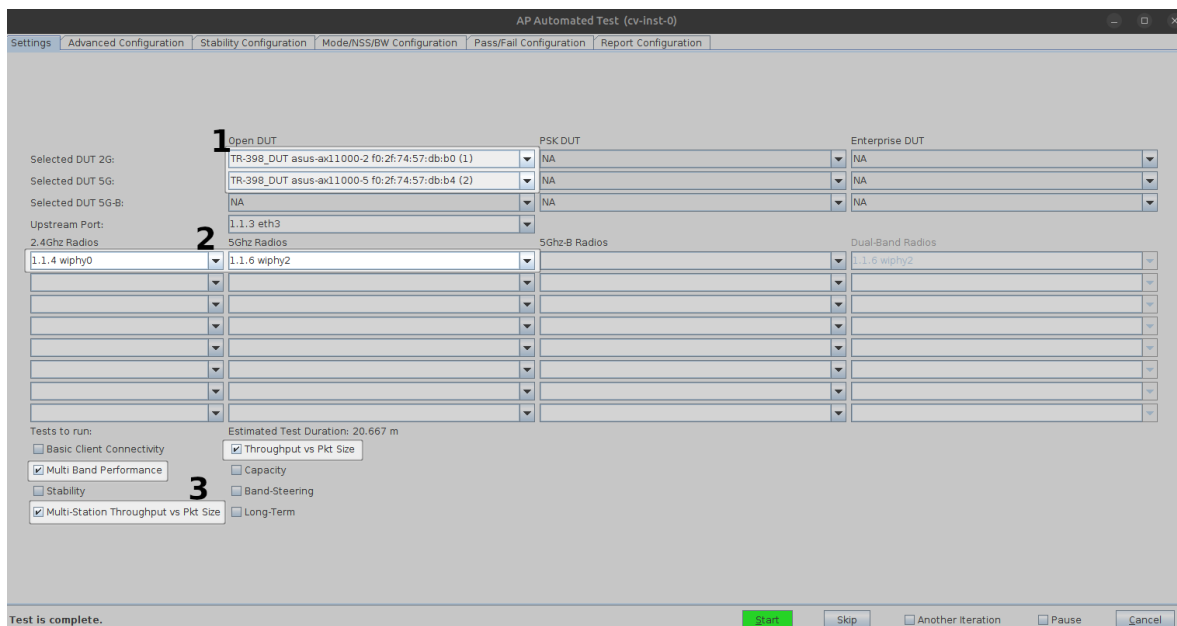 AP Automated Test (cv-inst-0)
Settings Advanced Configuration Stability Configuration Mode/NSS/BW Configuration Pass/Fail Configuration Report Configuration
1 Open DUT PSK DUT Enterprise DUT
Selected DUT 2G: TR-398_DUT asus-ax11000-2 f0:2f:74:57:db:b0 (1) NA NA
Selected DUT 5G: TR-398_DUT asus-ax11000-5 f0:2f:74:57:db:b4 (2) NA NA
Selected DUT 5G-B: NA NA NA
Upstream Port: 1.1.3 eth3
2.4Ghz Radios 2 5Ghz Radios 5Ghz-B Radios Dual-Band Radios
1.1.4 wiphy0 1.1.6 wiphy2 1.1.6 wiphy2
Tests to run: Estimated Test Duration: 20.667 m
Basic Client Connectivity Throughput vs Pkt Size
Multi Band Performance Capacity
Stability 3 Band-Steering
Multi-Station Throughput vs Pkt Size Long-Term
Test is complete. Start Skip Another Iteration Pause Cancel